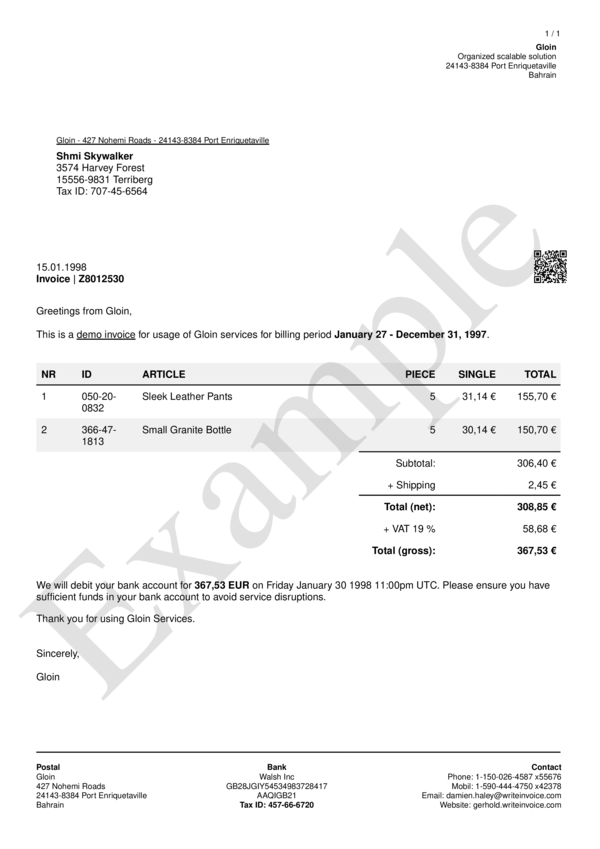 1 / 1
Gloin
Organized scalable solution
24143-8384 Port Enriquetaville
Bahrain
Gloin - 427 Nohemi Roads - 24143-8384 Port Enriquetaville
Shmi Skywalker
3574 Harvey Forest
15556-9831 Terriberg
Tax ID: 707-45-6564
15.01.1998
Invoice | Z8012530
Greetings from Gloin,
This is a demo invoice for usage of Gloin services for billing period January 27 - December 31, 1997.
NR ID ARTICLE PIECE SINGLE TOTAL
1 050-20- Sleek Leather Pants 5 31,14 € 155,70 €
0832
2 366-47- Small Granite Bottle 5 30,14 € 150,70 €
1813
Subtotal: 306,40 €
+ Shipping 2,45 €
Total (net): 308,85 €
+ VAT 19 % 58,68 €
Total (gross): 367,53 €
We will debit your bank account for 367,53 EUR on Friday January 30 1998 11:00pm UTC. Please ensure you have
sufficient funds in your bank account to avoid service disruptions.
Thank you for using Gloin Services.
Sincerely,
Gloin
Example
Postal Bank Contact
Gloin Walsh Inc Phone: 1-150-026-4587 x55676
427 Nohemi Roads GB28JGIY54534983728417 Mobil: 1-590-444-4750 x42378
24143-8384 Port Enriquetaville AAQIGB21 Email: damien.haley@writeinvoice.com
Bahrain Tax ID: 457-66-6720 Website: gerhold.writeinvoice.com